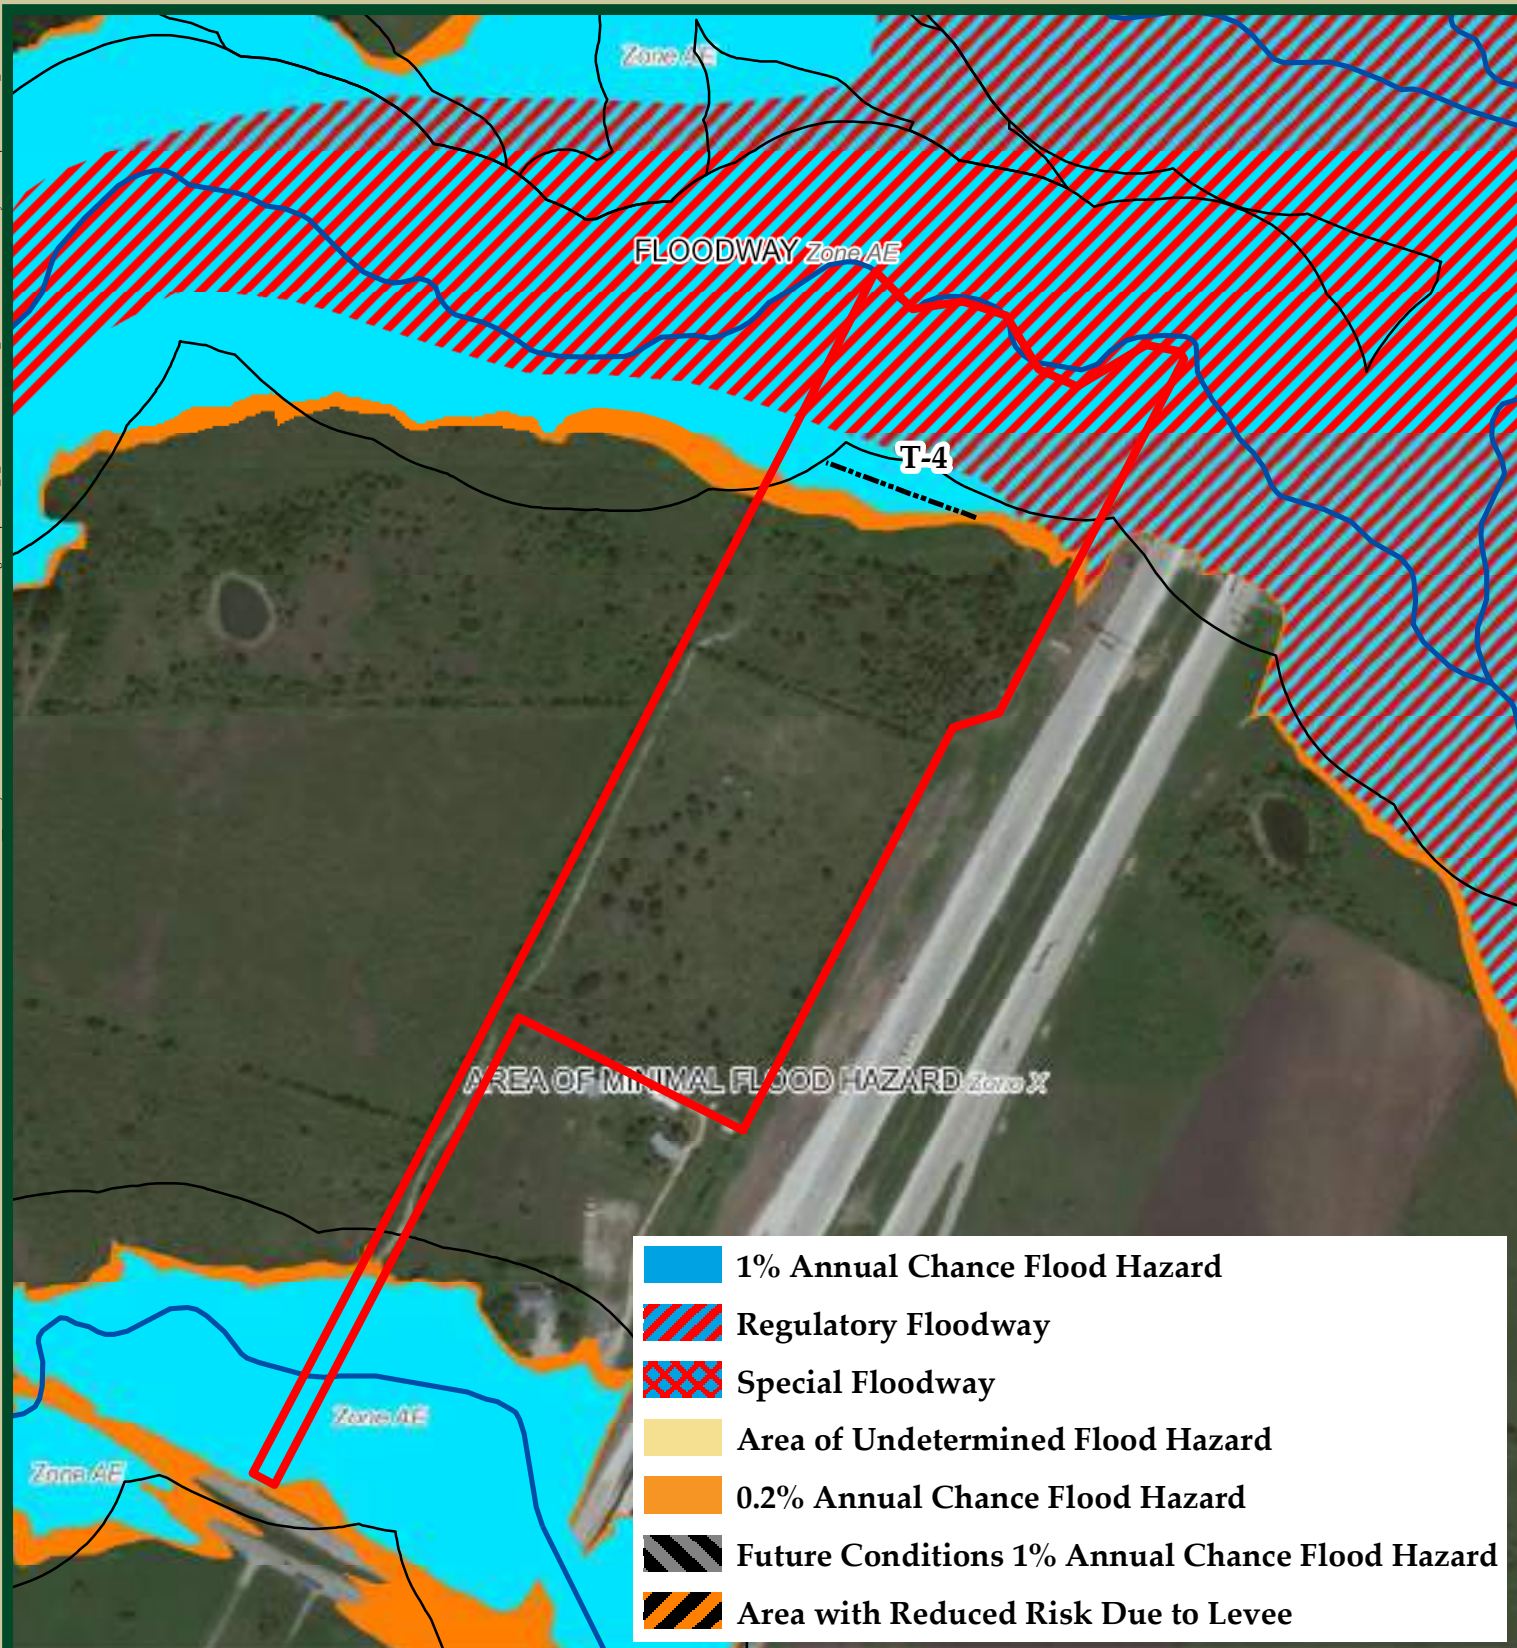 Zone AE
FLOODWAY Zone AE
T-4
AREA OF MINIMAL FLOOD HAZARD Zone X
Zone AE
Zone AE
1% Annual Chance Flood Hazard
Regulatory Floodway
Special Floodway
Area of Undetermined Flood Hazard
0.2% Annual Chance Flood Hazard
Future Conditions 1% Annual Chance Flood Hazard
Area with Reduced Risk Due to Levee